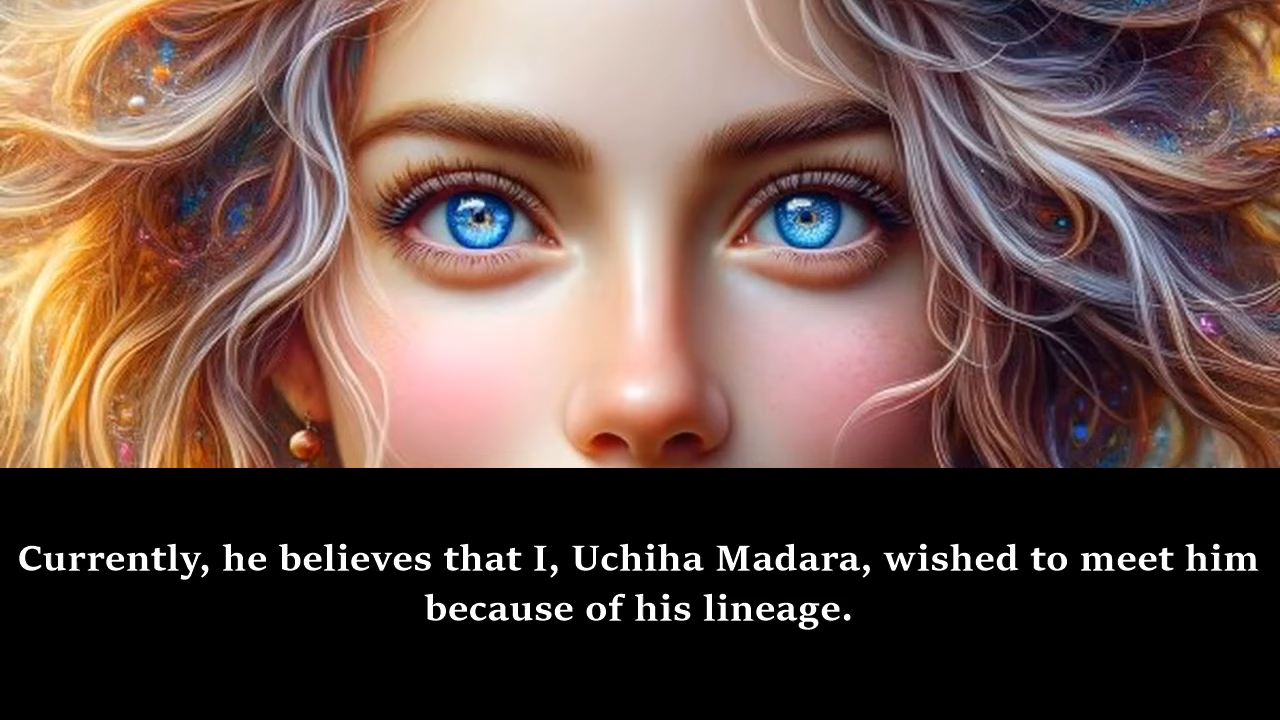 Currently, he believes that I, Uchiha Madara, wished to meet him
because of his lineage.